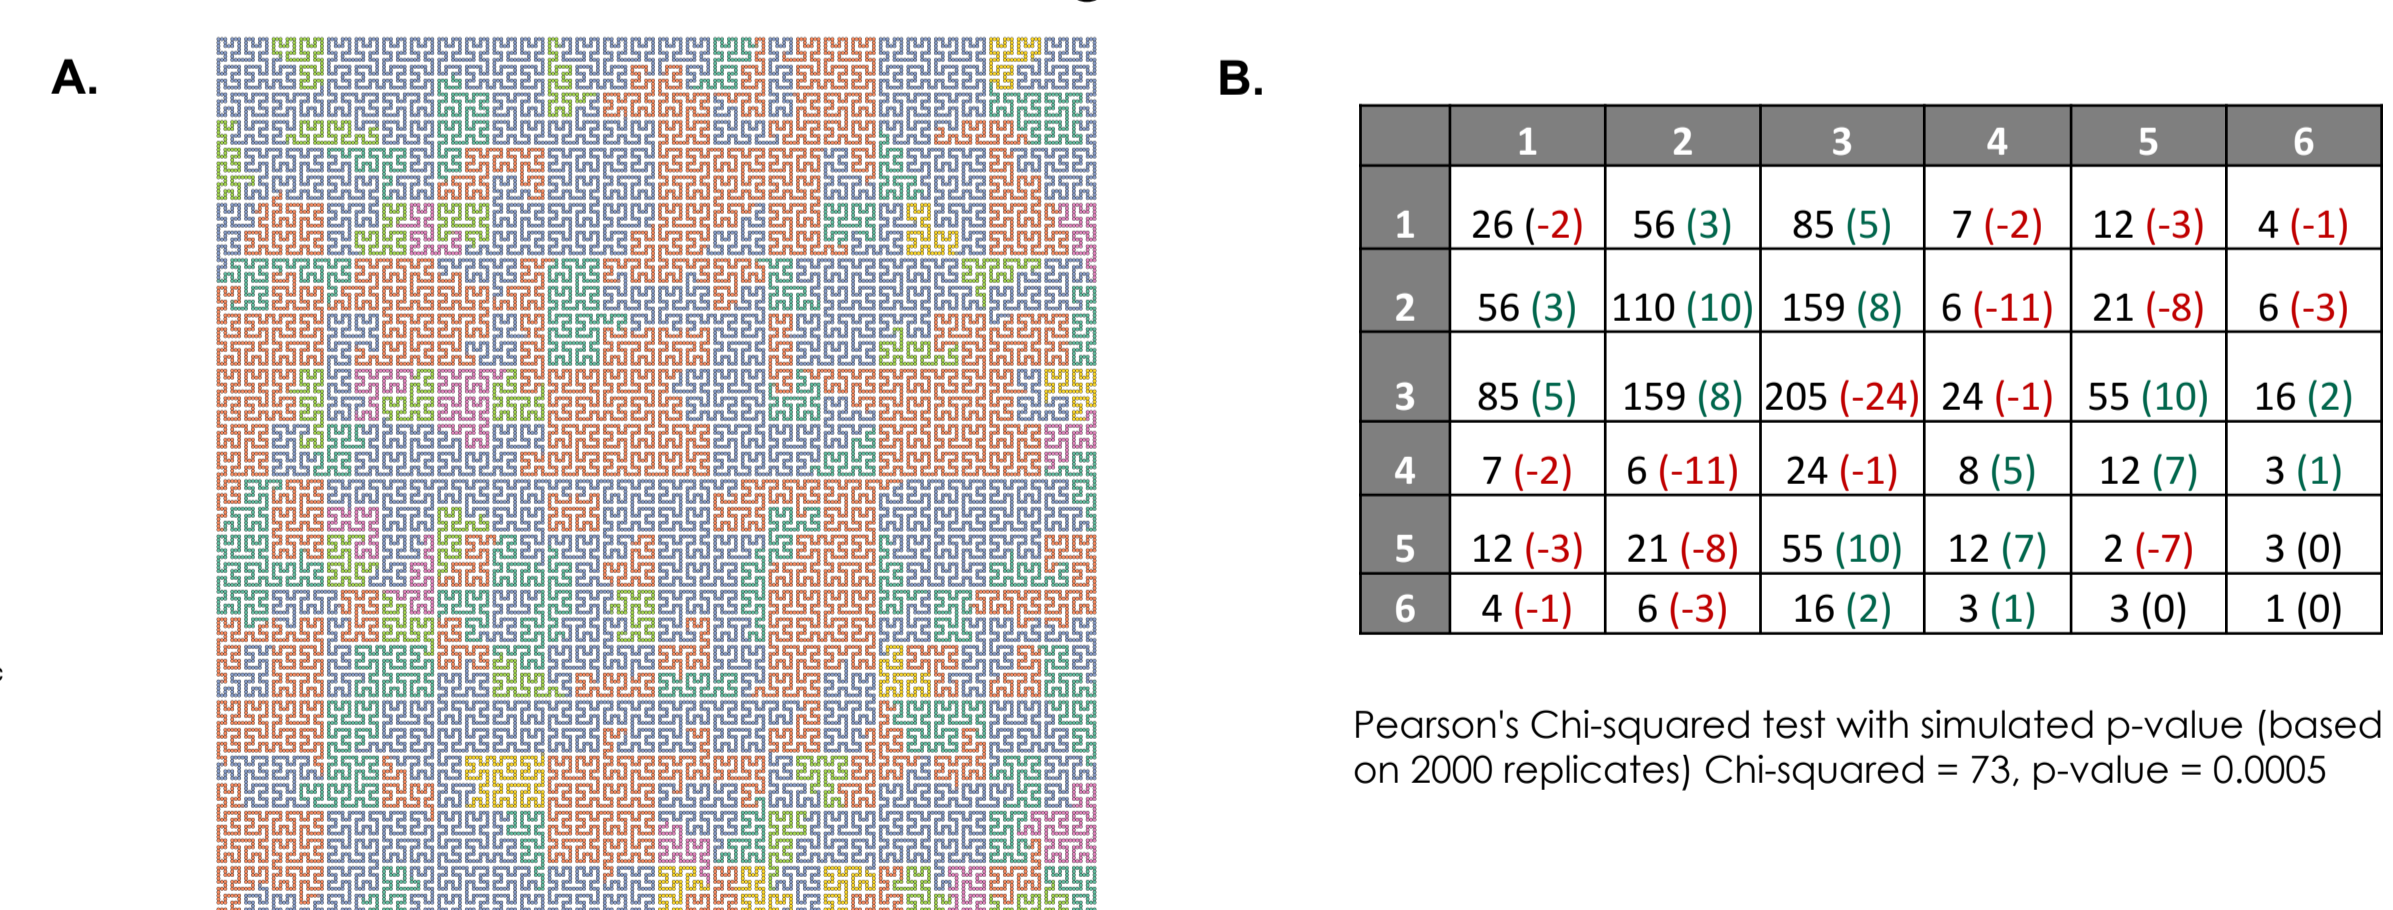 A.
B.
1 2 3 4 5 6
1 26 (-2) 56 (3) 85 (5) 7 (-2) 12 (-3) 4 (-1)
2 56 (3) 110 (10) 159 (8) 6 (-11) 21 (-8) 6 (-3)
3 85 (5) 159 (8) 205 (-24) 24 (-1) 55 (10) 16 (2)
4 7 (-2) 6 (-11) 24 (-1) 8 (5) 12 (7) 3 (1)
5 12 (-3) 21 (-8) 55 (10) 12 (7) 2 (-7) 3 (0)
6 4 (-1) 6 (-3) 16 (2) 3 (1) 3 (0) 1 (0)
Pearson's Chi-squared test with simulated p-value (based
on 2000 replicates) Chi-squared = 73, p-value = 0.0005